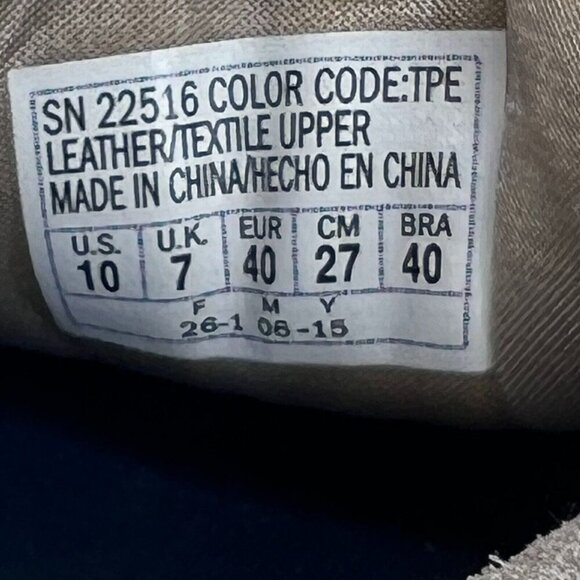 SN 22516 COLOR CODE:TPE
LEATHER/TEXTILE UPPER
MADE IN CHINA/HECHO EN CHINA
U.S. U.K. EUR CM BRA
10 7 40 27 40
F M Y
26-1 06-15